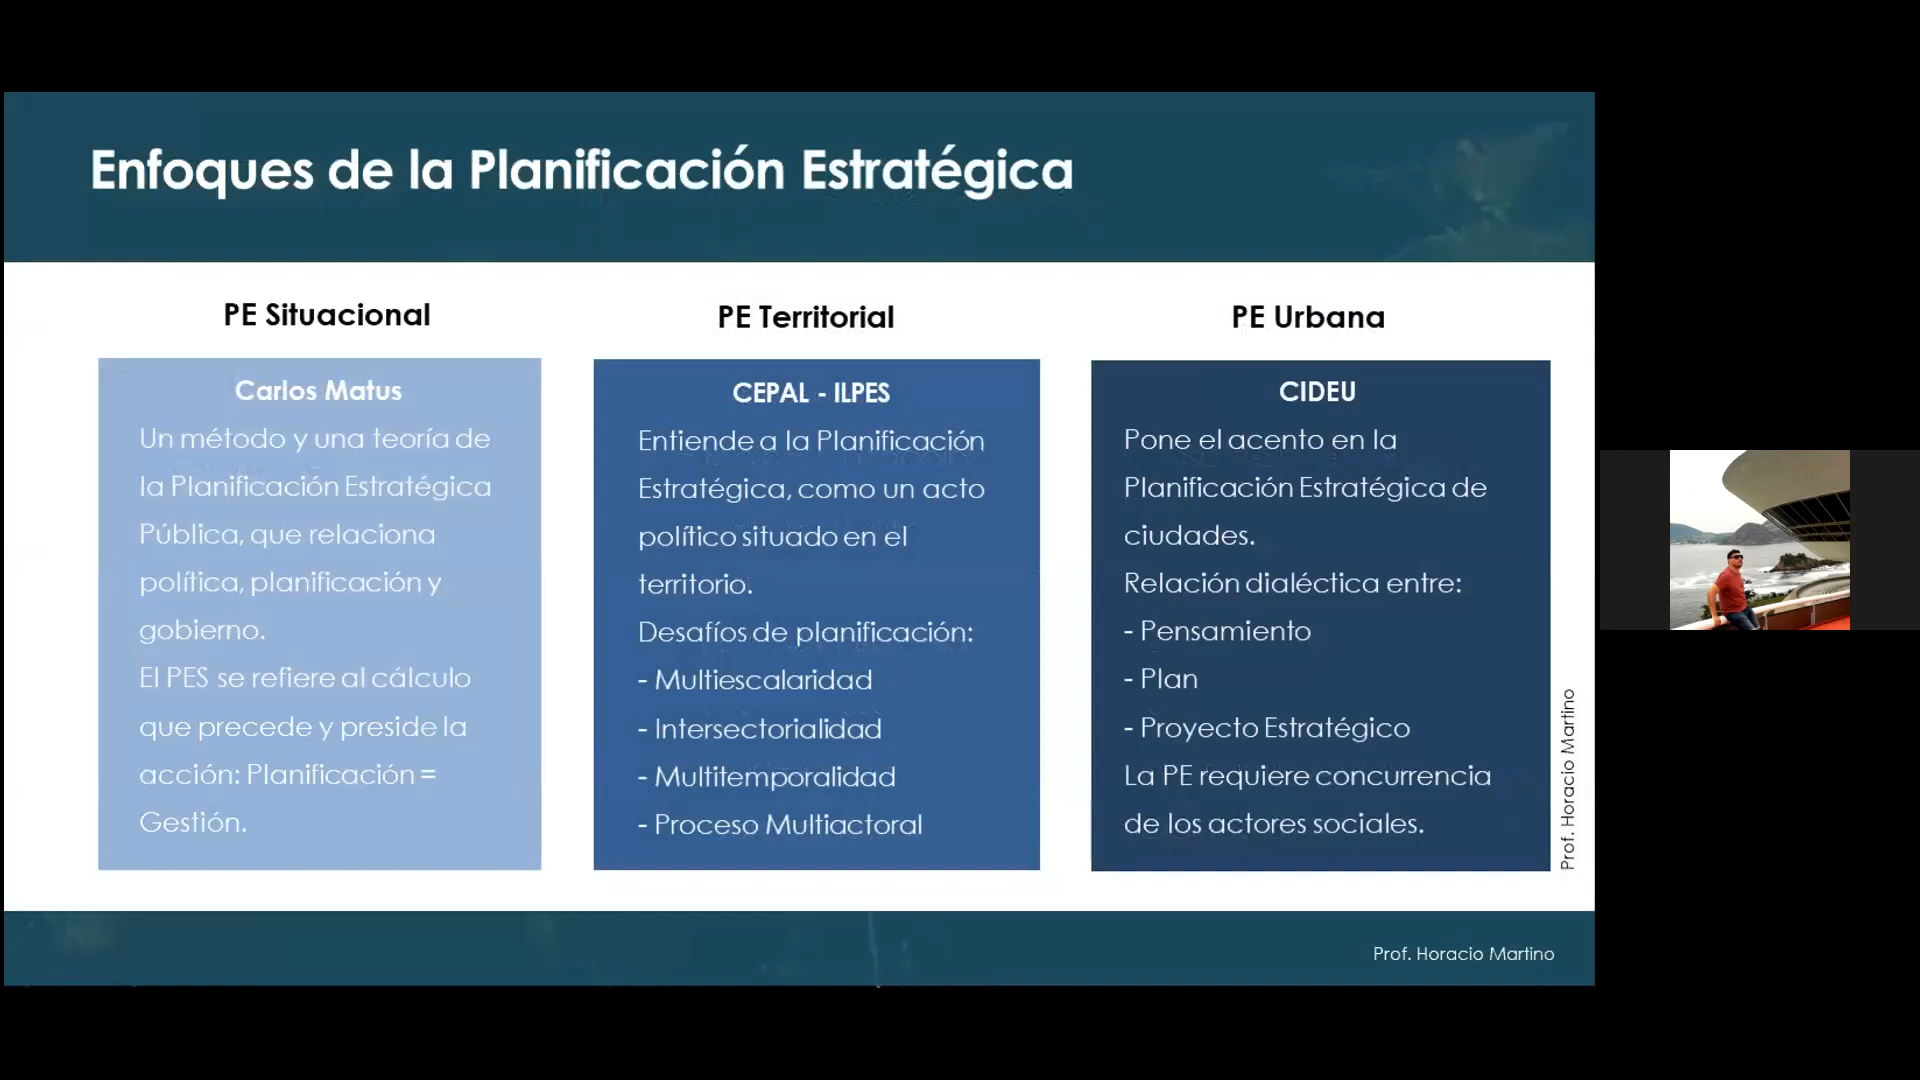 Enfoques de la Planificación Estratégica
PE Situacional
Carlos Matus
Un método y una teoría de
la Planificación Estratégica
Pública, que relaciona
política, planificación y
gobierno.
El PES se refiere al cálculo
que precede y preside la
acción: Planificación =
Gestión.
PE Territorial
CEPAL - ILPES
Entiende a la Planificación
Estratégica, como un acto
político situado en el
territorio.
Desafíos de planificación:
- Multiescalaridad
- Intersectorialidad
- Multitemporalidad
- Proceso Multiactoral
PE Urbana
CIDEU
Pone el acento en la
Planificación Estratégica de
ciudades.
Relación dialéctica entre:
- Pensamiento
- Plan
- Proyecto Estratégico
La PE requiere concurrencia
de los actores sociales.
Prof. Horacio Martino
Prof. Horacio Martino